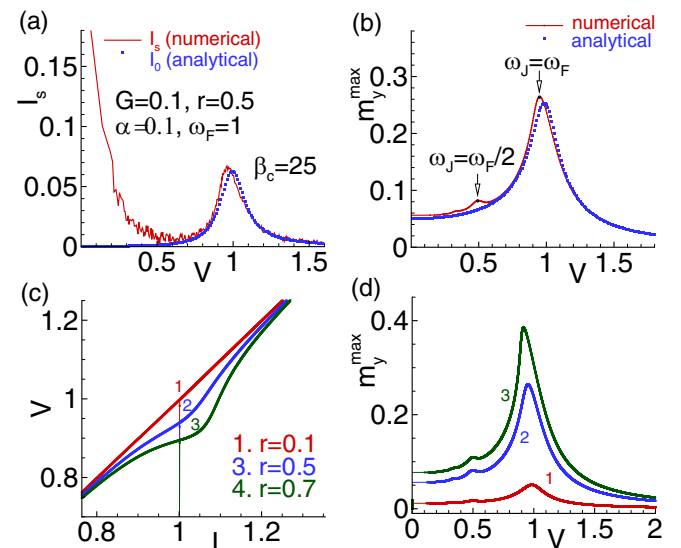 (a)
I_s (numerical)
I_0 (analytical)
G=0.1, r=0.5
α=0.1, ω_F=1
β_c=25
I_s
0.15
0.1
0.05
0
0.5
1
1.5
V
(b)
numerical
analytical
ω_J=ω_F
ω_J=ω_F/2
m_y^max
0.3
0.2
0.1
0
0
0.5
1
1.5
V
(c)
1
2
3
1. r=0.1
3. r=0.5
4. r=0.7
V
1.2
1
0.8
0.8
1
1.2
I
(d)
3
2
1
m_y^max
0.4
0.2
0
0
0.5
1
1.5
2
V